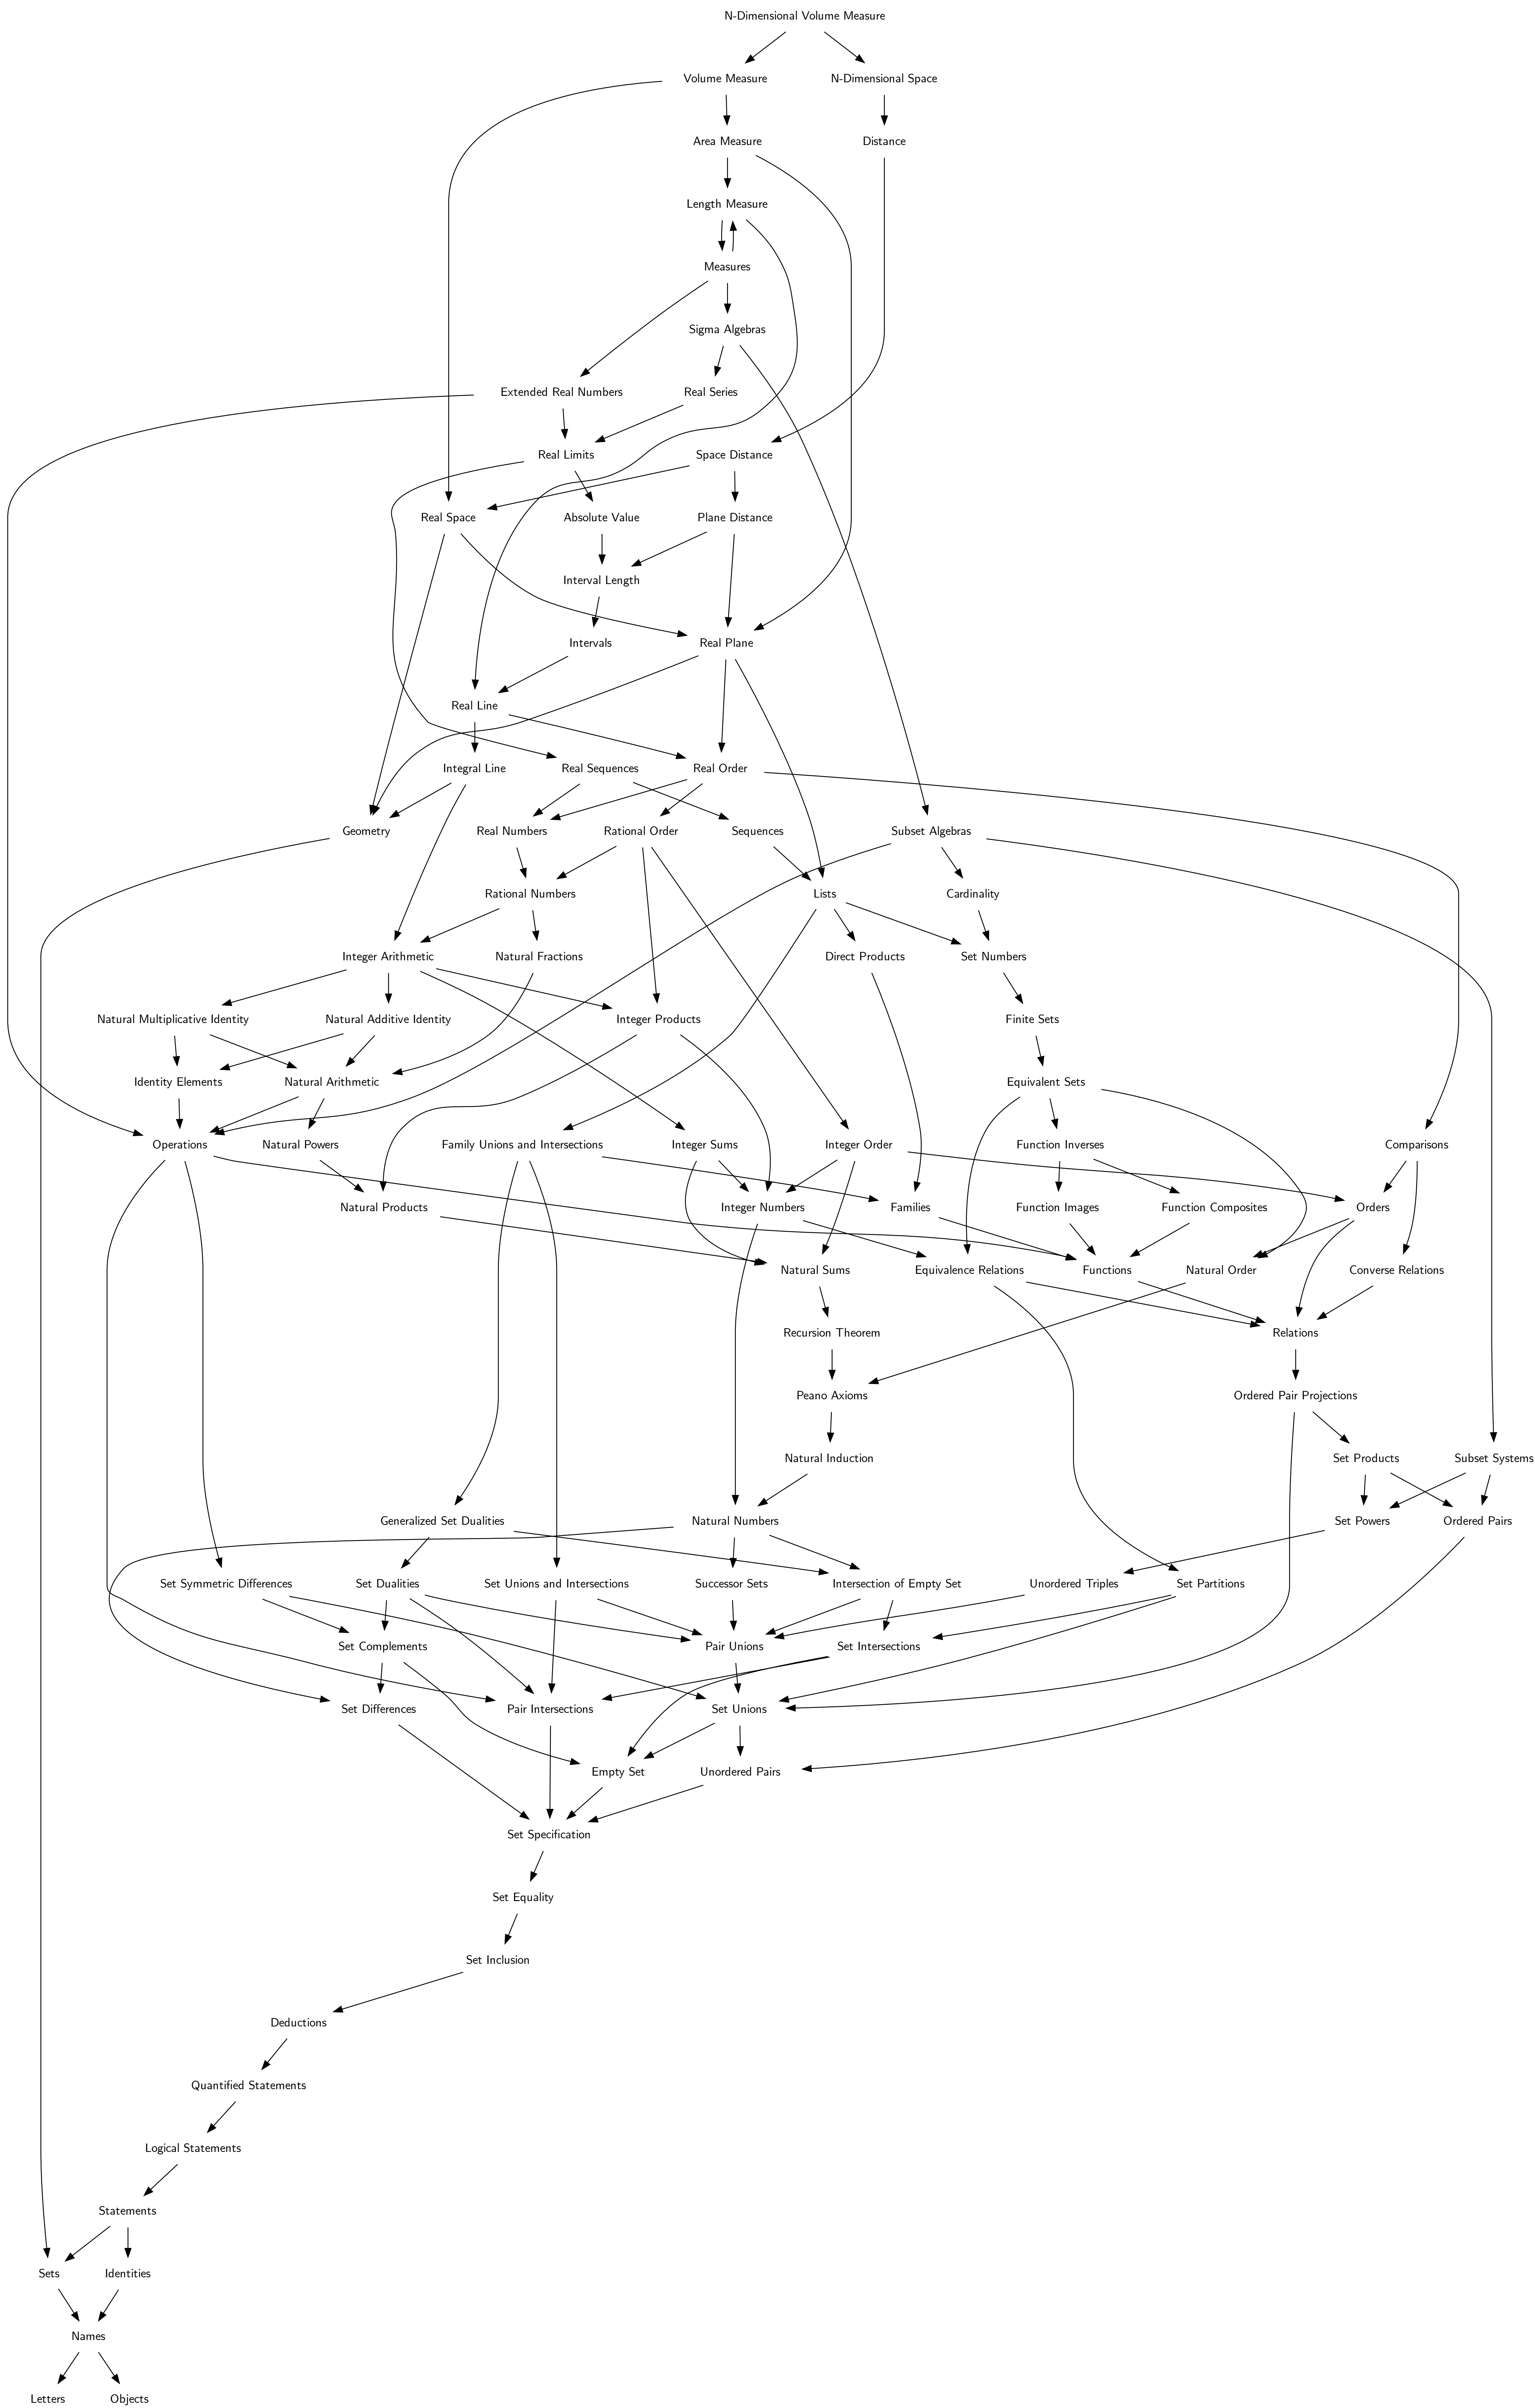 N-Dimensional Volume Measure
Volume Measure
N-Dimensional Space
Area Measure
Distance
Length Measure
Measures
Sigma Algebras
Extended Real Numbers
Real Series
Real Limits
Space Distance
Real Space
Absolute Value
Plane Distance
Interval Length
Intervals
Real Plane
Real Line
Integral Line
Real Sequences
Real Order
Geometry
Real Numbers
Rational Order
Sequences
Subset Algebras
Rational Numbers
Lists
Cardinality
Integer Arithmetic
Natural Fractions
Direct Products
Set Numbers
Natural Multiplicative Identity
Natural Additive Identity
Integer Products
Finite Sets
Identity Elements
Natural Arithmetic
Equivalent Sets
Operations
Natural Powers
Family Unions and Intersections
Integer Sums
Integer Order
Function Inverses
Comparisons
Natural Products
Integer Numbers
Families
Function Images
Function Composites
Orders
Natural Sums
Equivalence Relations
Functions
Natural Order
Converse Relations
Recursion Theorem
Relations
Peano Axioms
Ordered Pair Projections
Natural Induction
Set Products
Subset Systems
Generalized Set Dualities
Natural Numbers
Set Powers
Ordered Pairs
Set Symmetric Differences
Set Dualities
Set Unions and Intersections
Successor Sets
Intersection of Empty Set
Unordered Triples
Set Partitions
Set Complements
Pair Unions
Set Intersections
Set Differences
Pair Intersections
Set Unions
Empty Set
Unordered Pairs
Set Specification
Set Equality
Set Inclusion
Deductions
Quantified Statements
Logical Statements
Statements
Sets
Identities
Names
Letters
Objects